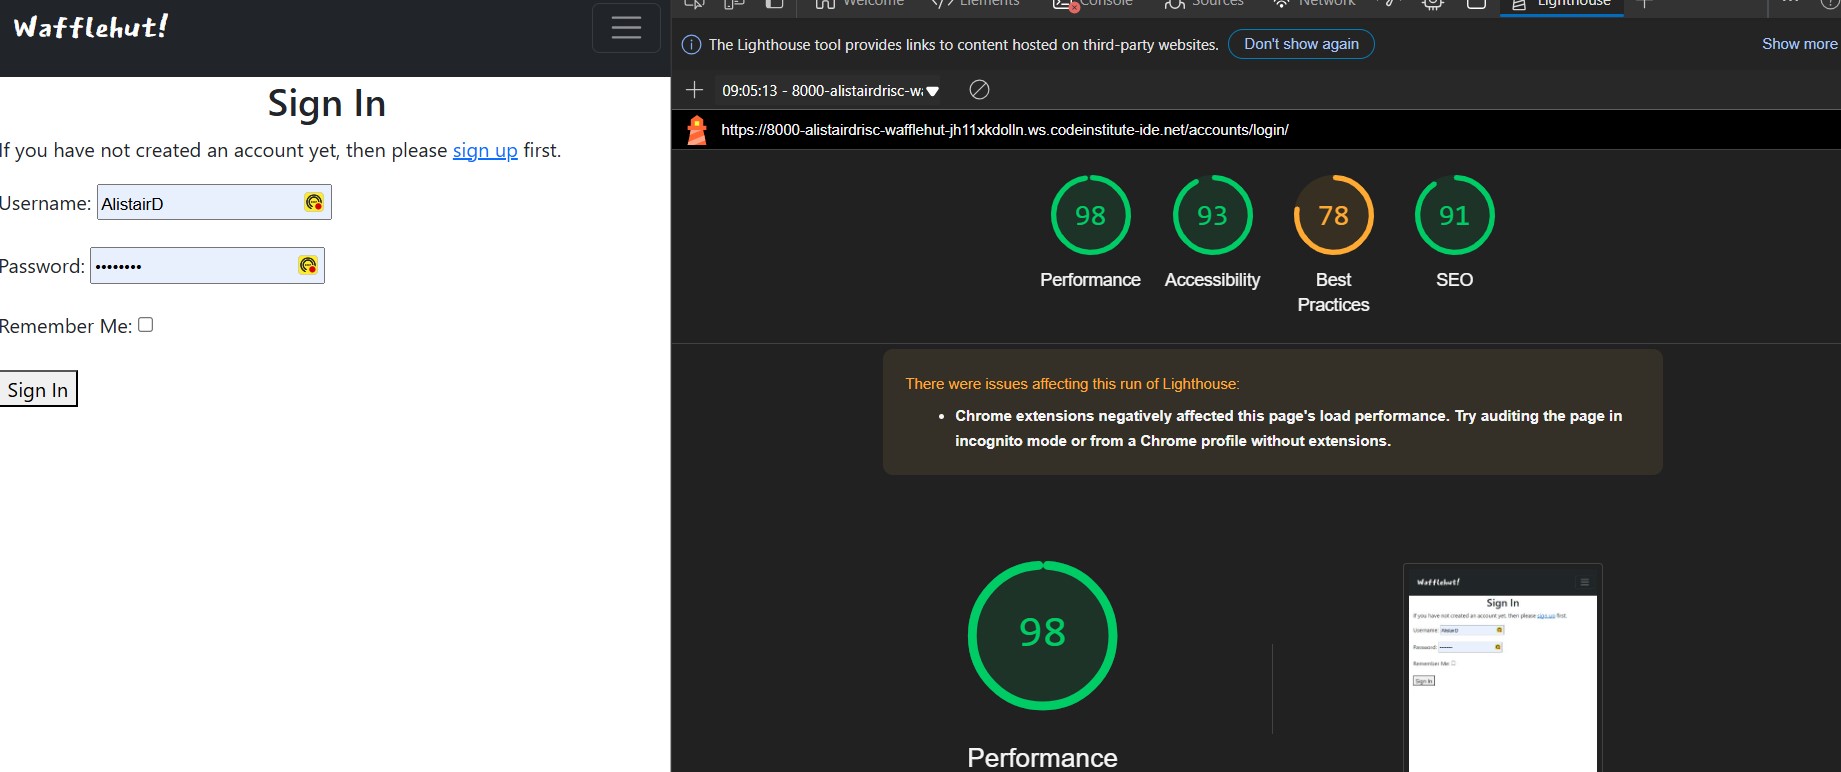 Wafflehut!
Sign In
If you have not created an account yet, then please sign up first.
Username: AlistairD
Password: ••••••••
Remember Me:
Sign In
Welcome Elements Console Sources Network Lighthouse
The Lighthouse tool provides links to content hosted on third-party websites. Don't show again Show more
09:05:13 - 8000-alistairdrisc-wa
https://8000-alistairdrisc-wafflehut-jh11xkdolln.ws.codeinstitute-ide.net/accounts/login/
98 93 78 91
Performance Accessibility Best Practices SEO
There were issues affecting this run of Lighthouse:
• Chrome extensions negatively affected this page's load performance. Try auditing the page in
incognito mode or from a Chrome profile without extensions.
98
Performance
Wafflehut!
Sign In
If you have not created an account yet, then please sign up first.
Username: AlistairD
Password: ••••••••
Remember Me:
Sign In